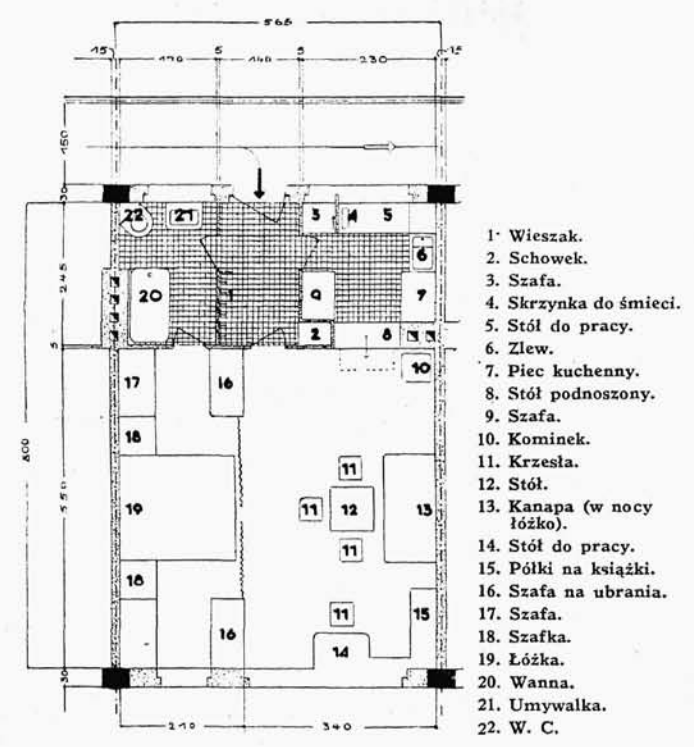 565
15 170 5 140 5 230 15
150
30
22 21 3 4 5
6
245
20 1 9 7
2 8
5
10
17 16
18
800
11
550
19 11 12 13
11
18
11 15
16
14
30
210 340
1· Wieszak.
2. Schowek.
3. Szafa.
4. Skrzynka do śmieci.
5. Stół do pracy.
6. Zlew.
7. Piec kuchenny.
8. Stół podnoszony.
9. Szafa.
10. Kominek.
11. Krzesła.
12. Stół.
13. Kanapa (w nocy
łóżko).
14. Stół do pracy.
15. Półki na książki.
16. Szafa na ubrania.
17. Szafa.
18. Szafka.
19. Łóżka.
20. Wanna.
21. Umywalka.
22. W. C.